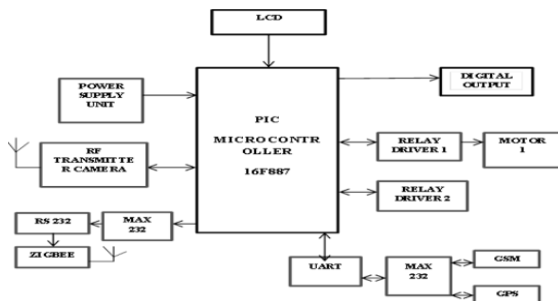 LCD
POWER
SUPPLY
UNIT
PIC
MICROCONTR
OLLER
16F887
DIGITAL
OUTPUT
RF
TRANSMITTE
R CAMERA
RELAY
DRIVER 1
MOTOR
1
RELAY
DRIVER 2
RS 232
MAX
232
ZIGBEE
UART
MAX
232
GSM
GPS